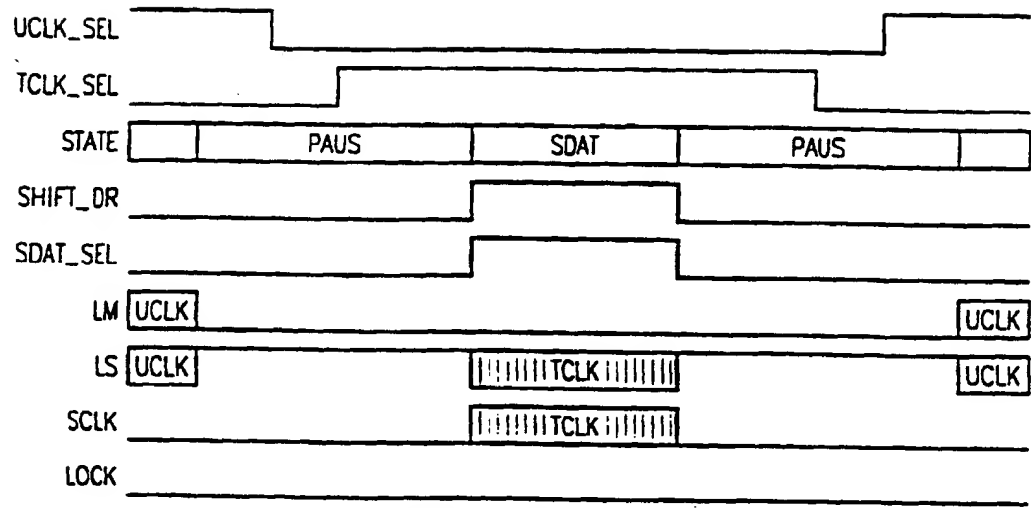 UCLK_SEL
TCLK_SEL
STATE PAUS SDAT PAUS
SHIFT_DR
SDAT_SEL
LM UCLK UCLK
LS UCLK TCLK UCLK
SCLK TCLK
LOCK